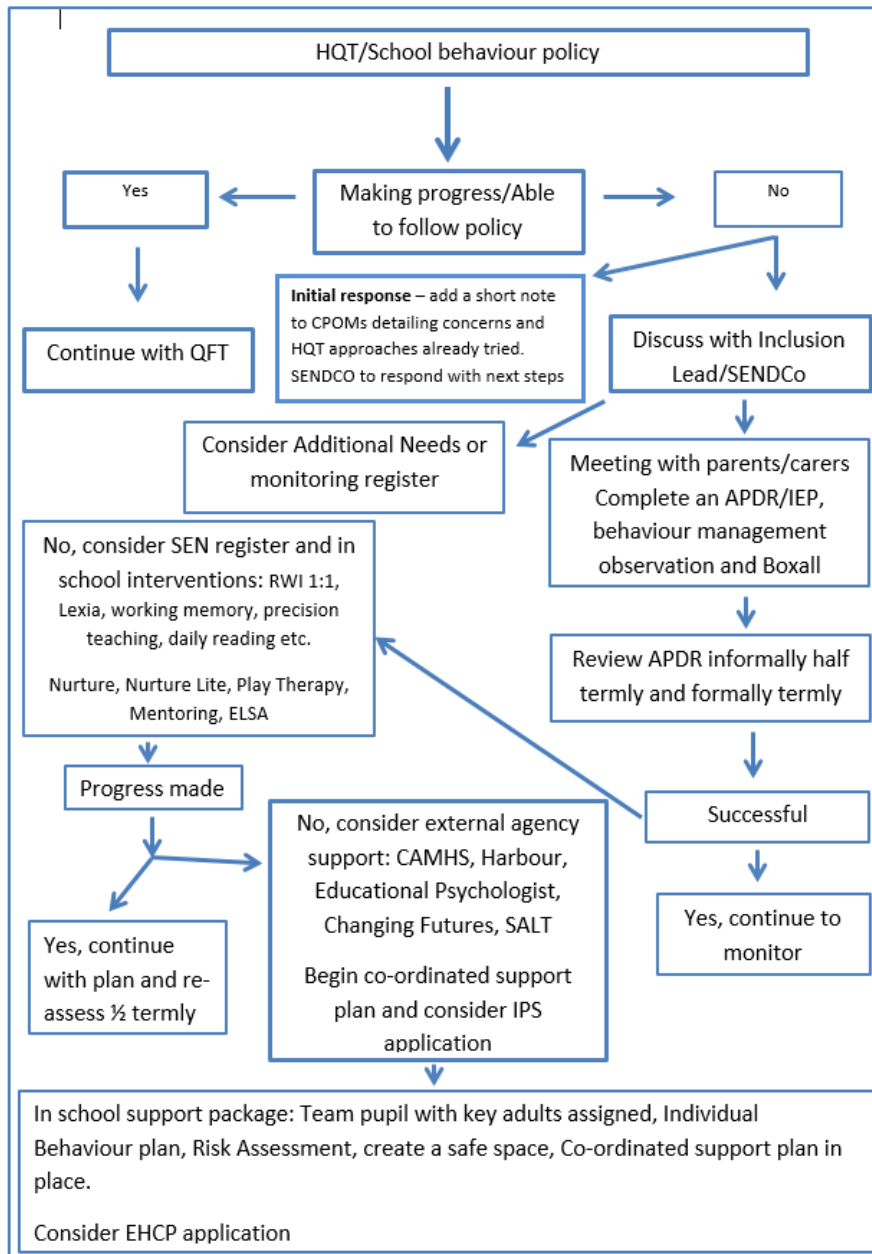 HQT/School behaviour policy
Yes
Making progress/Able
to follow policy
No
Initial response – add a short note
to CPOMs detailing concerns and
HQT approaches already tried.
SENDCO to respond with next steps
Continue with QFT
Discuss with Inclusion
Lead/SENDCo
Consider Additional Needs or
monitoring register
Meeting with parents/carers
Complete an APDR/IEP,
behaviour management
observation and Boxall
No, consider SEN register and in
school interventions: RWI 1:1,
Lexia, working memory, precision
teaching, daily reading etc.
Nurture, Nurture Lite, Play Therapy,
Mentoring, ELSA
Review APDR informally half
termly and formally termly
Progress made
Successful
No, consider external agency
support: CAMHS, Harbour,
Educational Psychologist,
Changing Futures, SALT
Begin co-ordinated support
plan and consider IPS
application
Yes, continue
with plan and re-
assess ½ termly
Yes, continue to
monitor
In school support package: Team pupil with key adults assigned, Individual
Behaviour plan, Risk Assessment, create a safe space, Co-ordinated support plan in
place.
Consider EHCP application